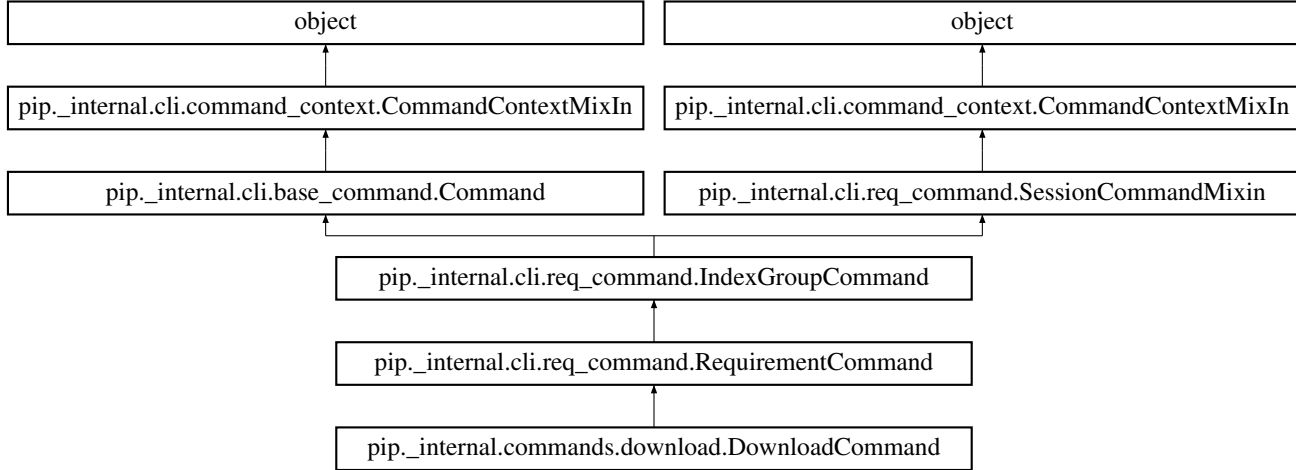 object
object
pip._internal.cli.command_context.CommandContextMixIn
pip._internal.cli.command_context.CommandContextMixIn
pip._internal.cli.base_command.Command
pip._internal.cli.req_command.SessionCommandMixin
pip._internal.cli.req_command.IndexGroupCommand
pip._internal.cli.req_command.RequirementCommand
pip._internal.commands.download.DownloadCommand